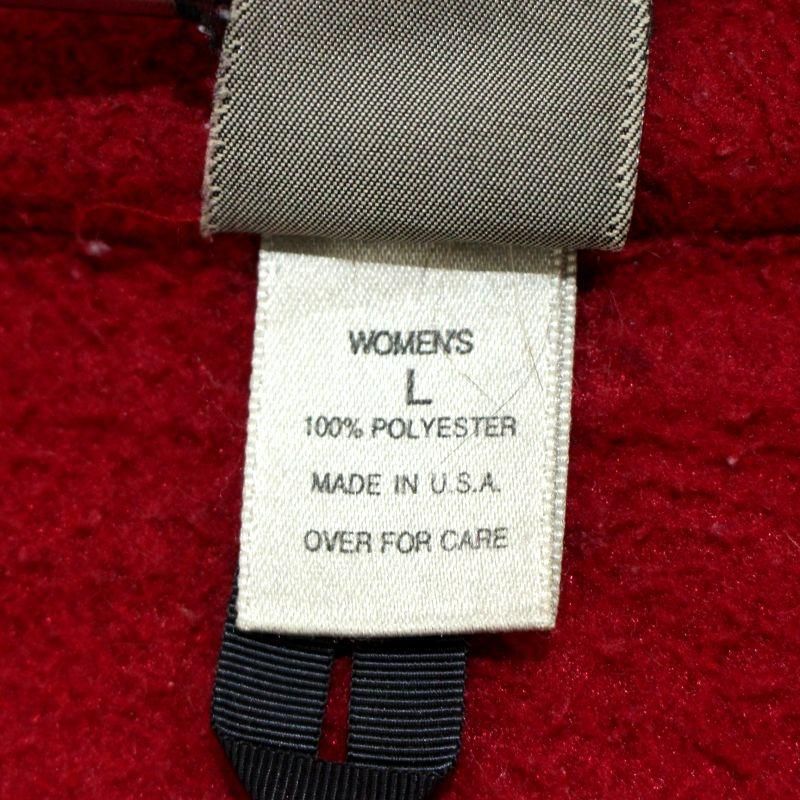 WOMEN'S
L
100% POLYESTER
MADE IN U.S.A.
OVER FOR CARE